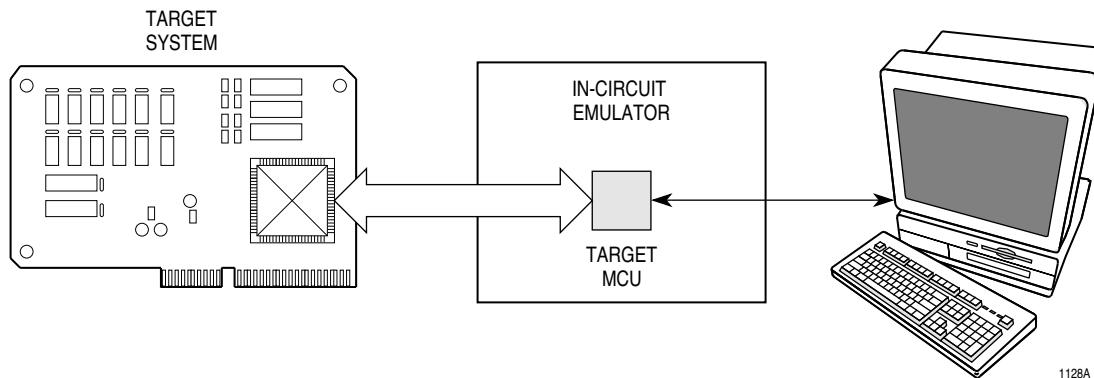 TARGET
SYSTEM
IN-CIRCUIT
EMULATOR
TARGET
MCU
1128A